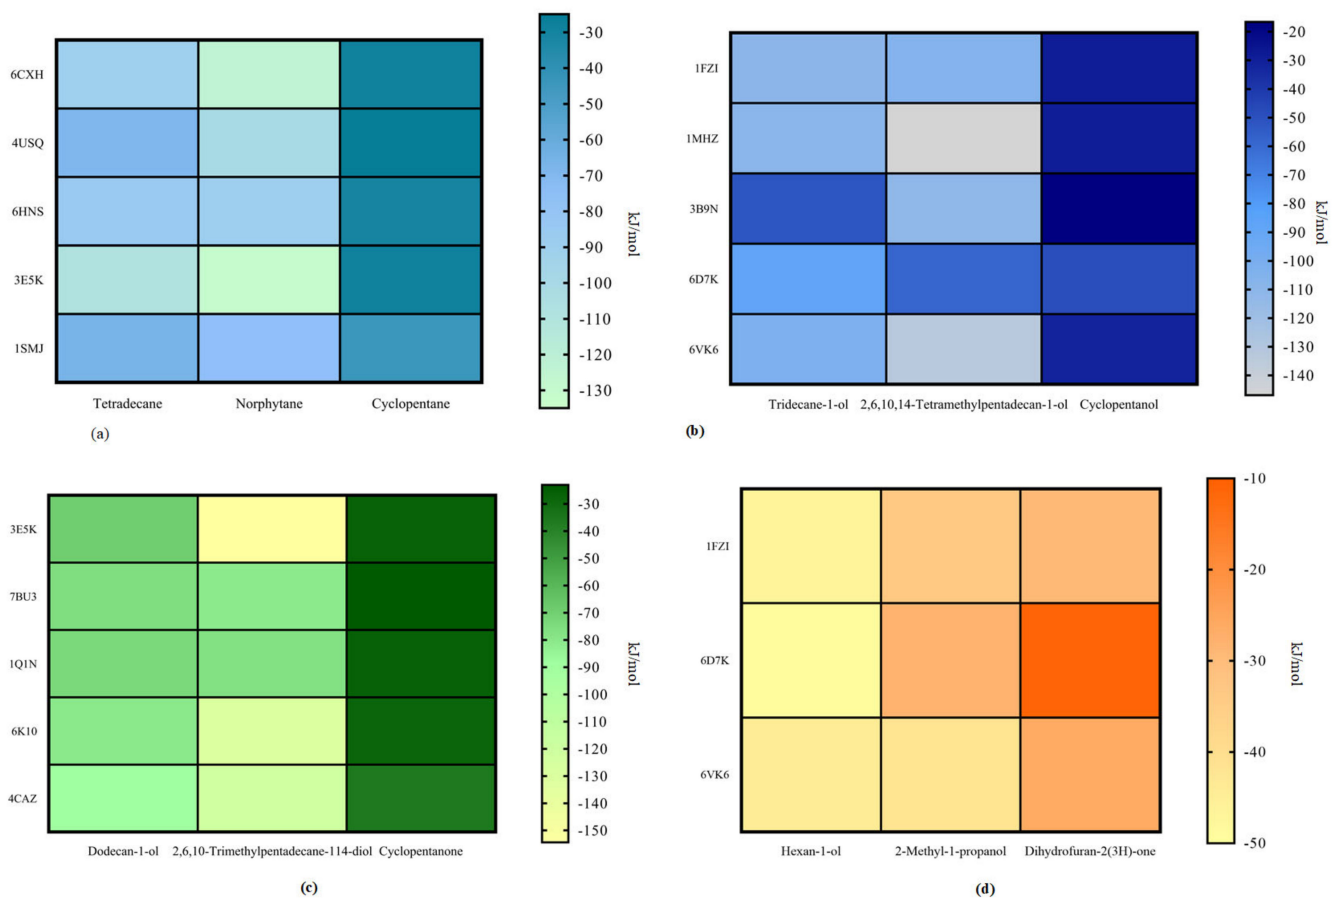 6CXH
4USQ
6HNS
3E5K
1SMJ
Tetradecane Norphytane Cyclopentane
-30
-40
-50
-60
-70
-80
-90
-100
-110
-120
-130
kJ/mol
(a)
1FZI
1MHZ
3B9N
6D7K
6VK6
Tridecane-1-ol 2,6,10,14-Tetramethylpentadecan-1-ol Cyclopentanol
-20
-30
-40
-50
-60
-70
-80
-90
-100
-110
-120
-130
-140
kJ/mol
(b)
3E5K
7BU3
1Q1N
6K10
4CAZ
Dodecan-1-ol 2,6,10-Trimethylpentadecane-114-diol Cyclopentanone
-30
-40
-50
-60
-70
-80
-90
-100
-110
-120
-130
-140
-150
kJ/mol
(c)
1FZI
6D7K
6VK6
Hexan-1-ol 2-Methyl-1-propanol Dihydrofuran-2(3H)-one
-10
-20
-30
-40
-50
kJ/mol
(d)